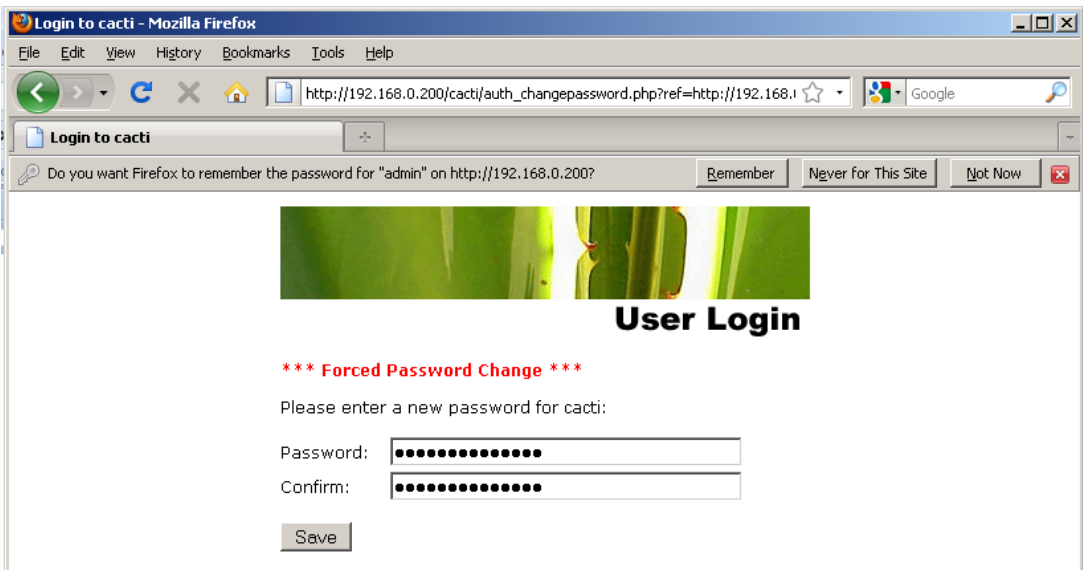 Login to cacti - Mozilla Firefox
File Edit View History Bookmarks Tools Help
http://192.168.0.200/cacti/auth_changepassword.php?ref=http://192.168.1 Google
Login to cacti
Do you want Firefox to remember the password for "admin" on http://192.168.0.200? Remember Never for This Site Not Now
User Login
*** Forced Password Change ***
Please enter a new password for cacti:
Password: ●●●●●●●●●●●●●●
Confirm: ●●●●●●●●●●●●●●
Save